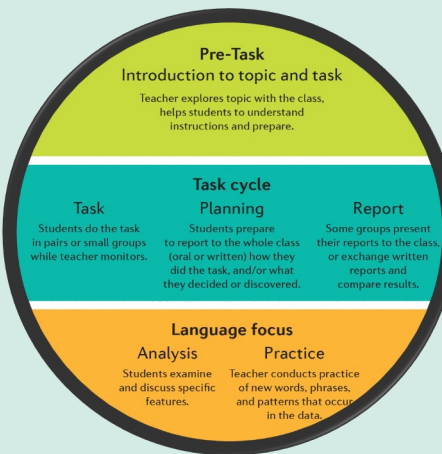 Pre-Task
Introduction to topic and task
Teacher explores topic with the class,
helps students to understand
instructions and prepare.
Task cycle
Task
Students do the task
in pairs or small groups
while teacher monitors.
Planning
Students prepare
to report to the whole class
(oral or written) how they
did the task, and/or what
they decided or discovered.
Report
Some groups present
their reports to the class,
or exchange written
reports and
compare results.
Language focus
Analysis
Students examine
and discuss specific
features.
Practice
Teacher conducts practice
of new words, phrases,
and patterns that occur
in the data.